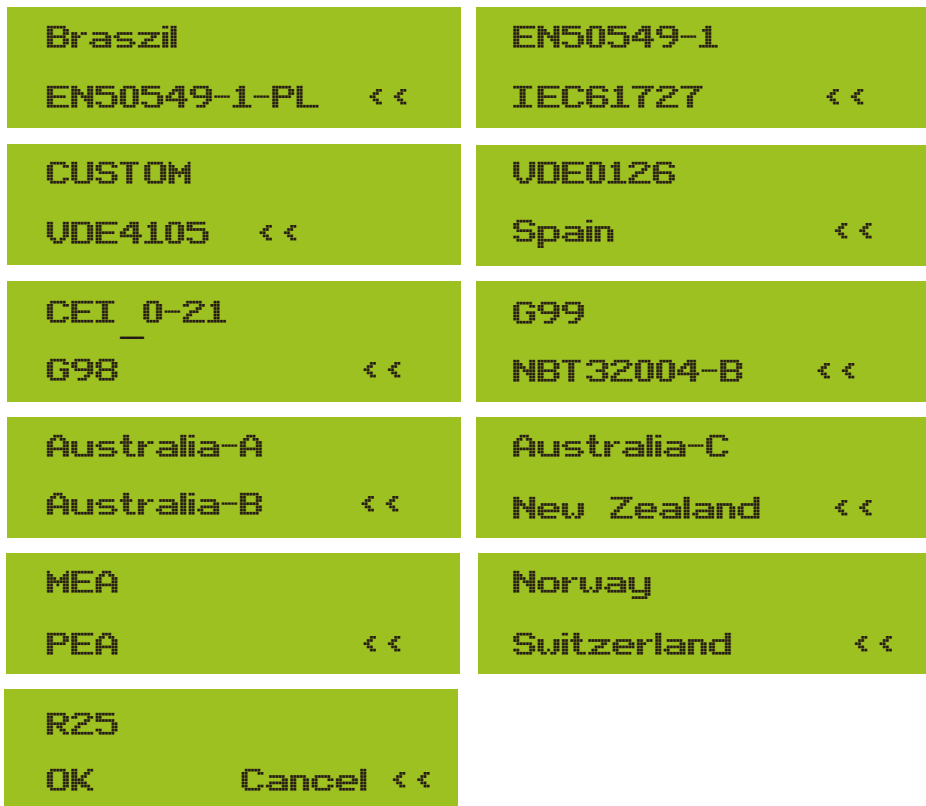 Braszil
EN50549-1-PL <<
EN50549-1
IEC61727 <<
CUSTOM
VDE4105 <<
VDE0126
Spain <<
CEI_0-21
G98 <<
G99
NBT32004-B <<
Australia-A
Australia-B <<
Australia-C
New Zealand <<
MEA
PEA <<
Norway
Switzerland <<
R25
OK Cancel <<